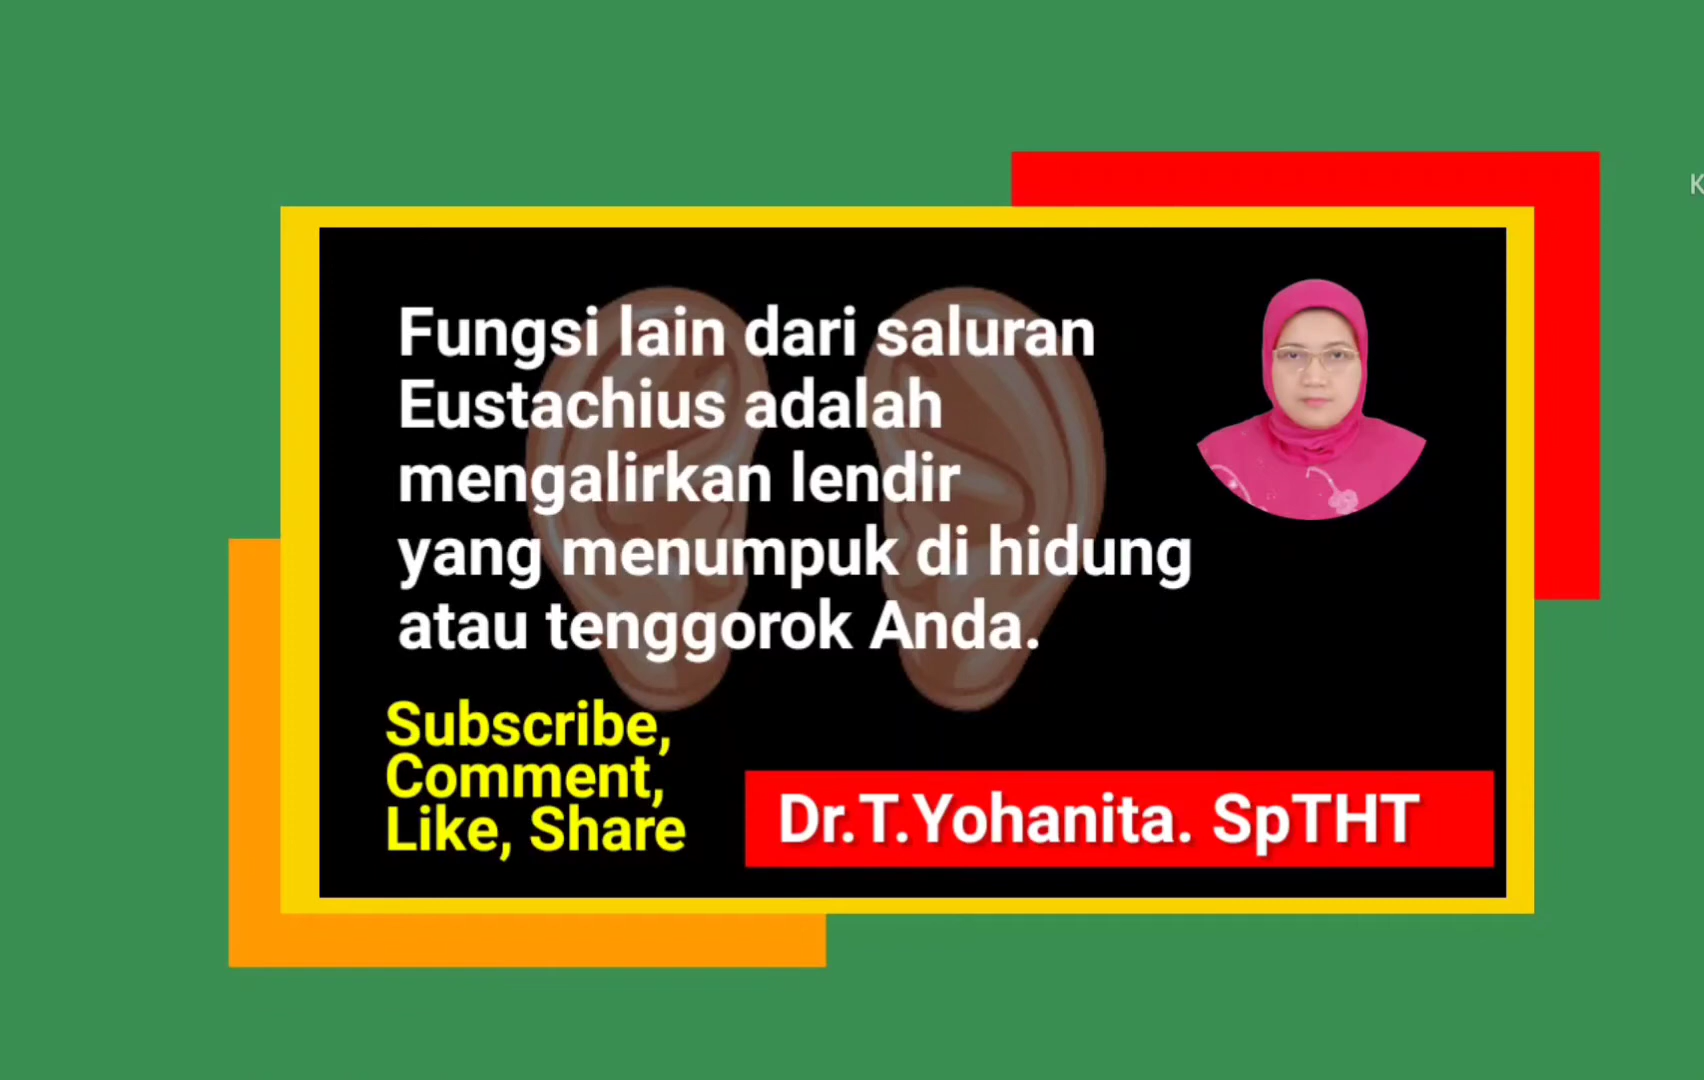 Fungsi lain dari saluran
Eustachius adalah
mengalirkan lendir
yang menumpuk di hidung
atau tenggorok Anda.
Subscribe,
Comment,
Like, Share
Dr.T.Yohanita. SpTHT